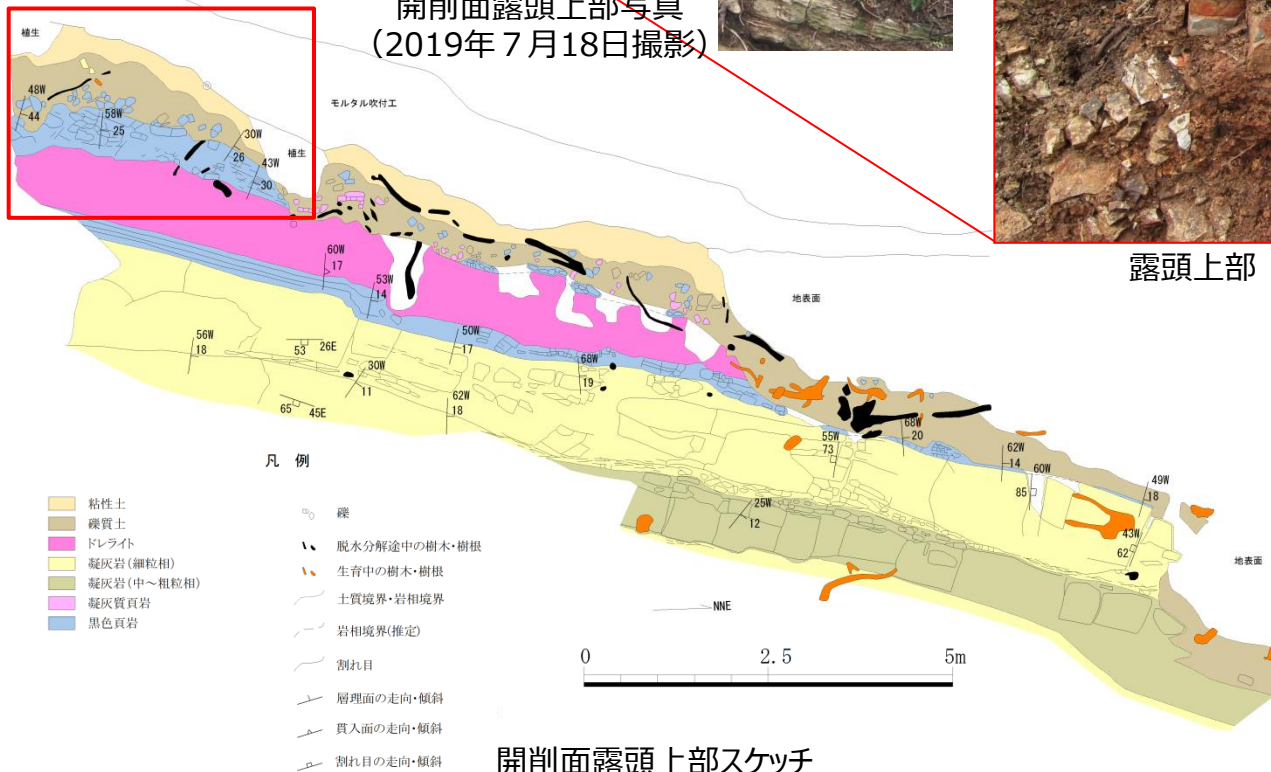 開削面露頭上部写真
(2019年７月18日撮影)
植生
モルタル吹付工
植生
地表面
地表面
露頭上部
48W
44
58W
25
30W
26
43W
30
60W
17
53W
14
50W
17
68W
19
56W
18
53
26E
30W
11
65
45E
62W
18
55W
73
68W
20
62W
14
60W
85
49W
18
43W
62
25W
12
NNE
凡 例
粘性土
礫質土
ドレライト
凝灰岩(細粒相)
凝灰岩(中～粗粒相)
凝灰質頁岩
黒色頁岩
礫
脱水分解途中の樹木・樹根
生育中の樹木・樹根
土質境界・岩相境界
岩相境界(推定)
割れ目
層理面の走向・傾斜
貫入面の走向・傾斜
割れ目の走向・傾斜
0 2.5 5m
開削面露頭上部スケッチ